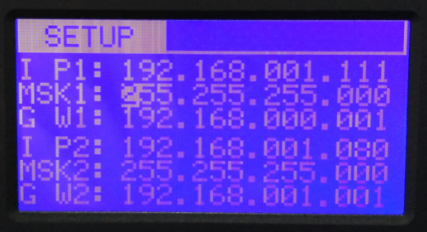 SETUP
I P1: 192.168.001.111
MSK1: 255.255.255.000
G W1: 192.168.000.001
I P2: 192.168.001.080
MSK2: 255.255.255.000
G W2: 192.168.001.001